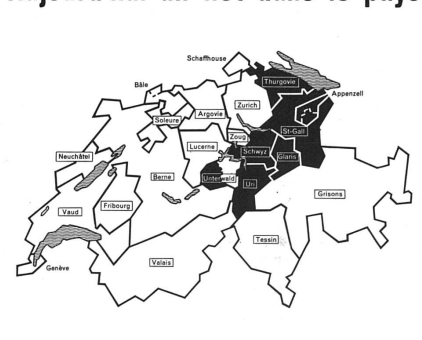 Schaffhouse
Thurgovie
Bâle
Appenzell
Zurich
Argovie
Soleure
St-Gall
Zoug
Lucerne
Schwyz
Glaris
Neuchâtel
Berne
Unterwald
Uri
Grisons
Fribourg
Vaud
Tessin
Valais
Genève